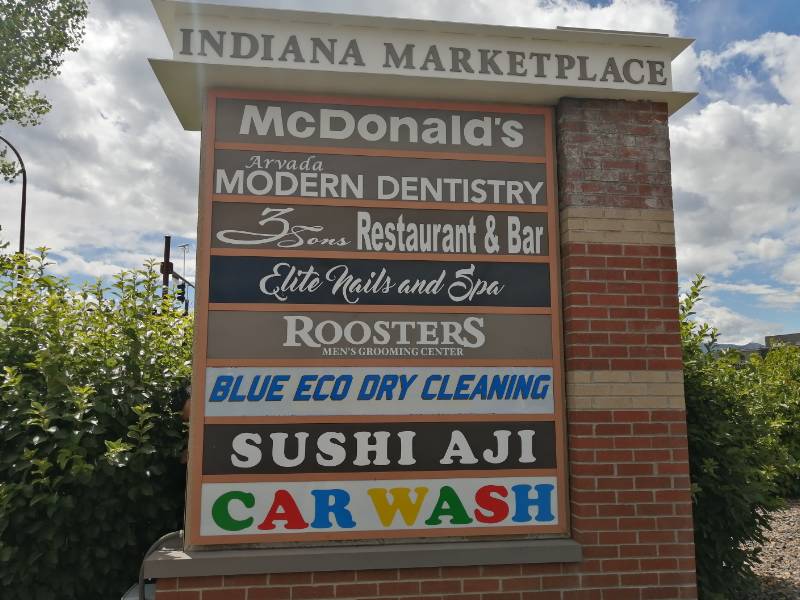 INDIANA MARKETPLACE
McDonald's
Arvada
MODERN DENTISTRY
3 Sons Restaurant & Bar
Elite Nails and Spa
ROOSTERS
MEN'S GROOMING CENTER
BLUE ECO DRY CLEANING
SUSHI AJI
CAR WASH